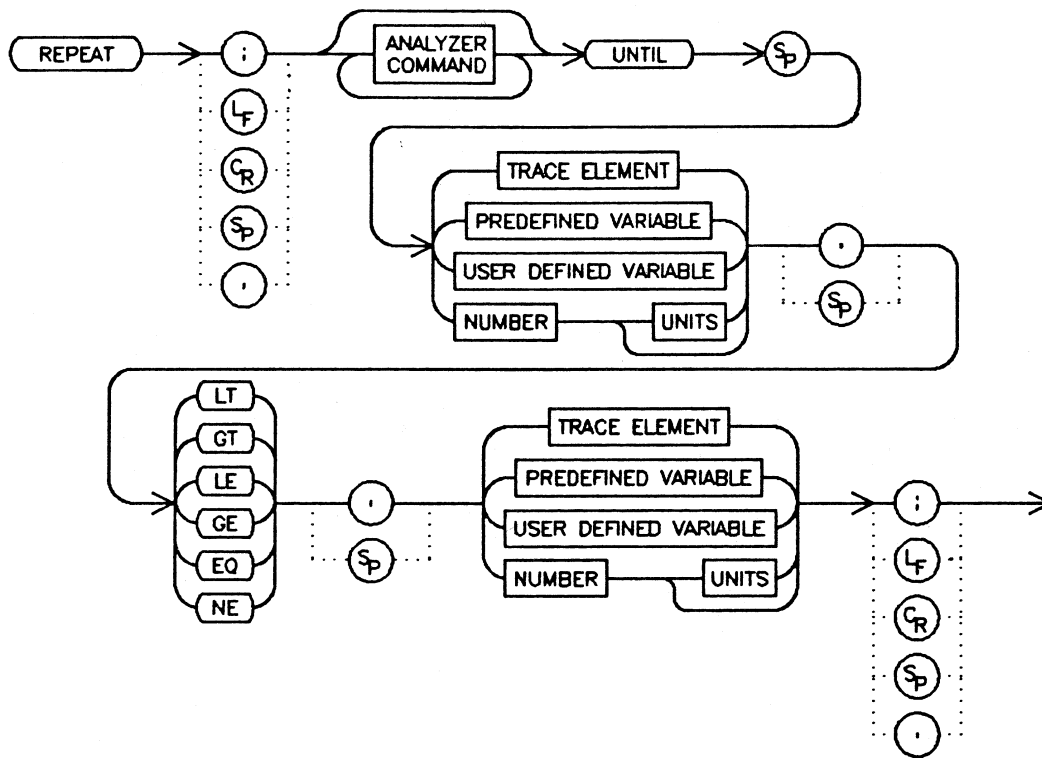 REPEAT ; ANALYZER COMMAND UNTIL SP
LF
CR
SP
,
TRACE ELEMENT
PREDEFINED VARIABLE
USER DEFINED VARIABLE
NUMBER UNITS
,
SP
LT
GT
LE
GE
EQ
NE
,
SP
TRACE ELEMENT
PREDEFINED VARIABLE
USER DEFINED VARIABLE
NUMBER UNITS
;
LF
CR
SP
,